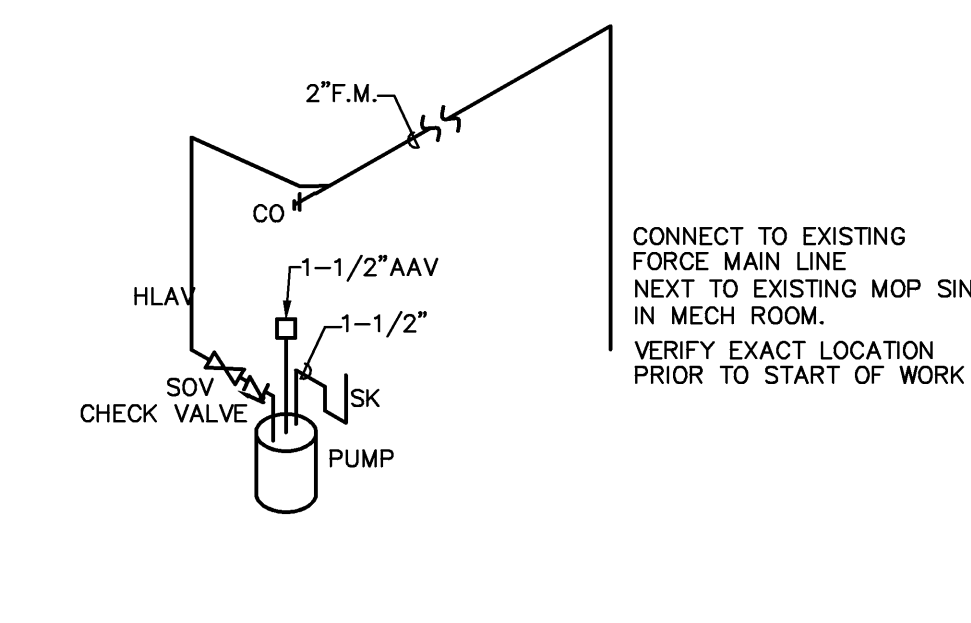 2"F.M.
CO
1-1/2"AAV
HLAV
1-1/2"
SOV
CHECK VALVE
SK
PUMP
CONNECT TO EXISTING
FORCE MAIN LINE
NEXT TO EXISTING MOP SIN
IN MECH ROOM.
VERIFY EXACT LOCATION
PRIOR TO START OF WORK